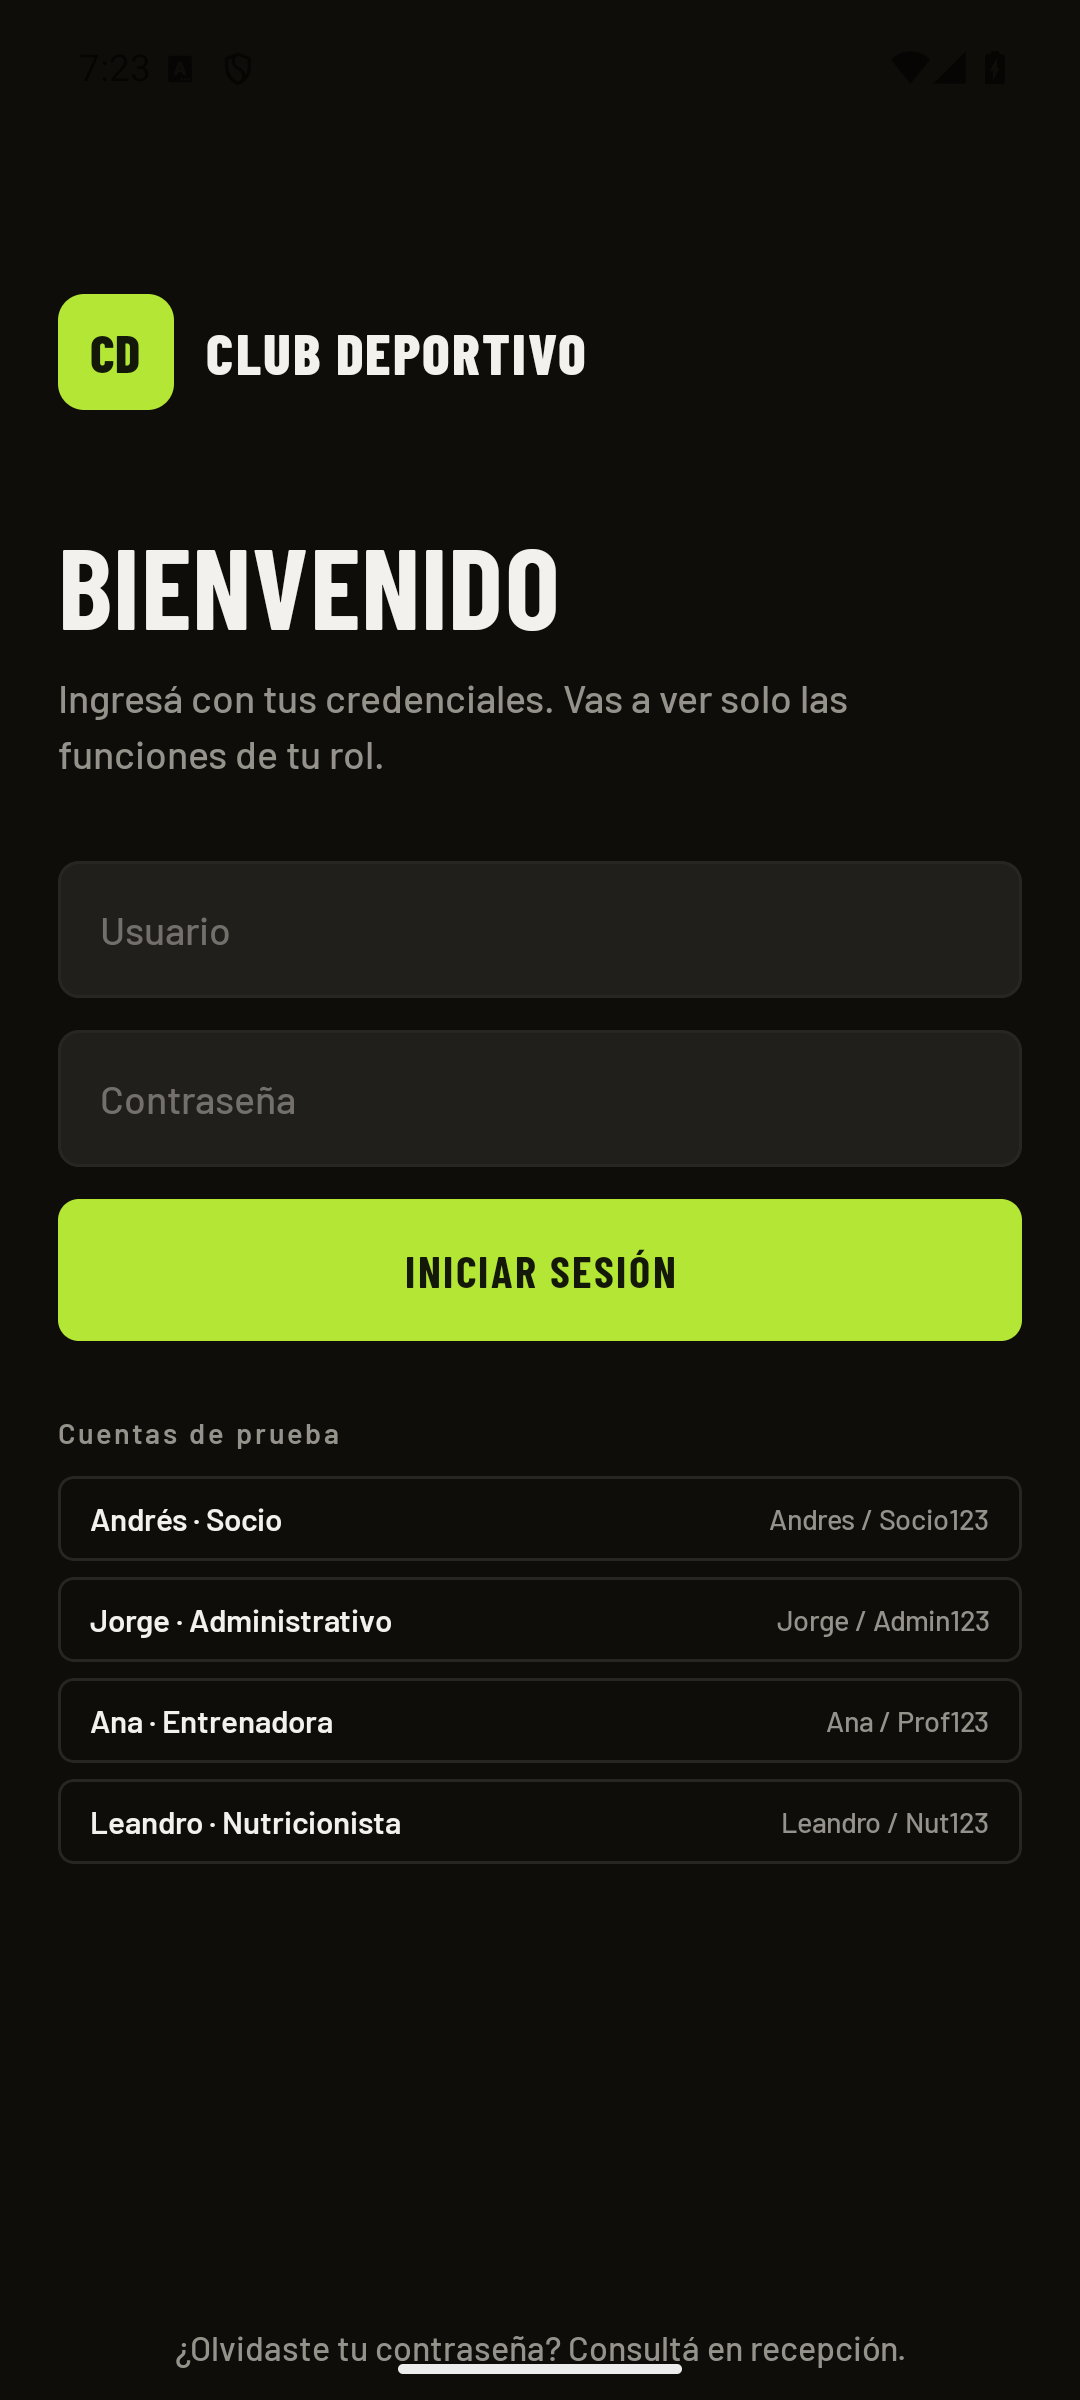 7:23
CD
CLUB DEPORTIVO
BIENVENIDO
Ingresá con tus credenciales. Vas a ver solo las
funciones de tu rol.
Usuario
Contraseña
INICIAR SESIÓN
Cuentas de prueba
Andrés · Socio Andres / Socio123
Jorge · Administrativo Jorge / Admin123
Ana · Entrenadora Ana / Prof123
Leandro · Nutricionista Leandro / Nut123
¿Olvidaste tu contraseña? Consultá en recepción.